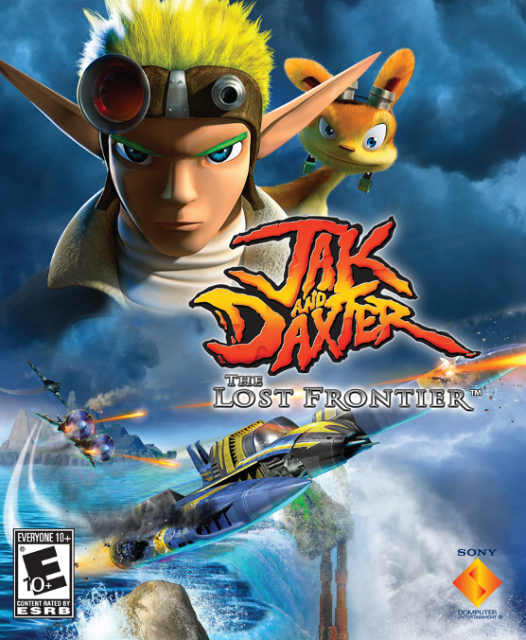 JAK
AND
DAXTER
THE
LOST FRONTIER™
EVERYONE 10+
E
10+
CONTENT RATED BY
ESRB
SONY
COMPUTER
ENTERTAINMENT ®